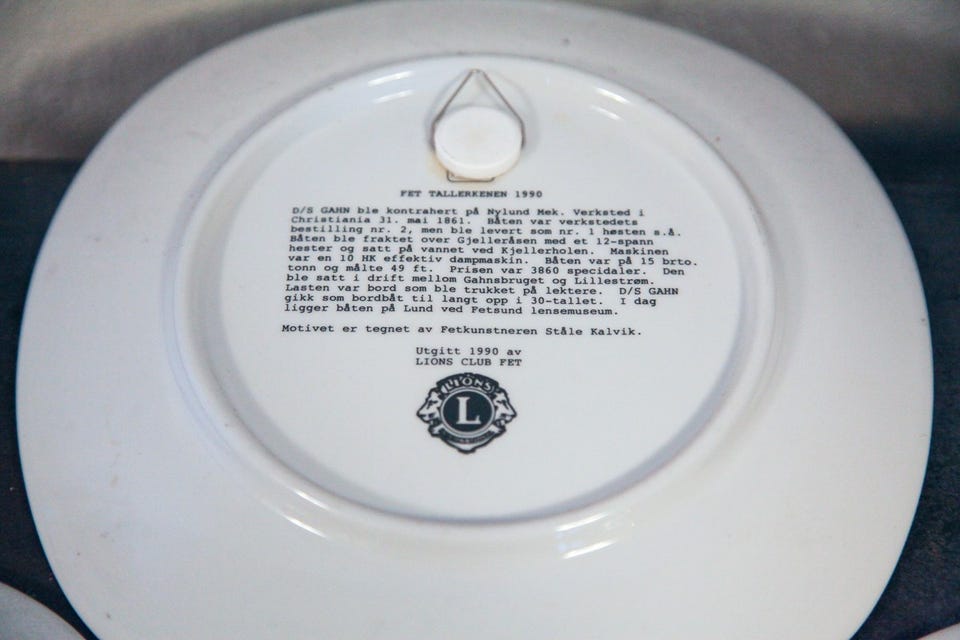 FET TALLERKENEN 1990
D/S GAHN ble kontrahert på Nylund Mek. Verksted i
Christiania 31. mai 1861. Båten var verkstedets
bestilling nr. 2, men ble levert som nr. 1 høsten s.å.
Båten ble fraktet over Gjelleråsen med et 12-spann
hester og satt på vannet ved Kjellerholen. Maskinen
var en 10 HK effektiv dampmaskin. Båten var på 15 brto.
tonn og målte 49 ft. Prisen var 3860 specidaler. Den
ble satt i drift mellom Gahnsbruget og Lillestrøm.
Lasten var bord som ble trukket på lektere. D/S GAHN
gikk som bordbåt til langt opp i 30-tallet. I dag
ligger båten på Lund ved Fetsund lensemuseum.
Motivet er tegnet av Fetkunstneren Ståle Kalvik.
Utgitt 1990 av
LIONS CLUB FET
LIONS
L